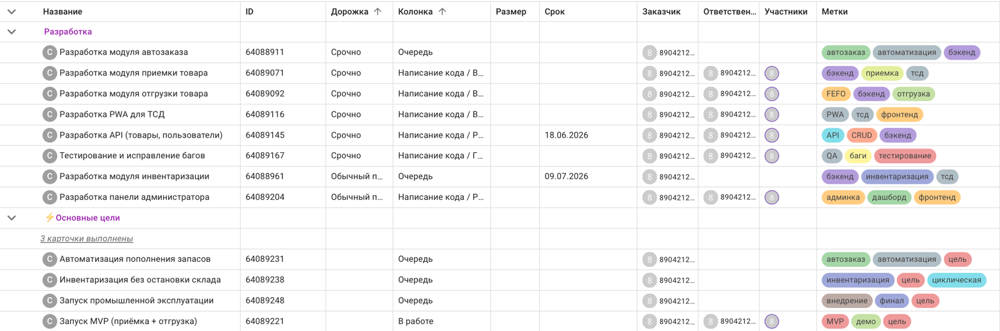 Название ID Дорожка Колонка Размер Срок Заказчик Ответствен... Участники Метки
Разработка
С Разработка модуля автозаказа 64088911 Срочно Очередь 8 8904212... автозаказ автоматизация бэкенд
С Разработка модуля приемки товара 64089071 Срочно Написание кода / В... 8 8904212... 8 8904212... 8 бэкенд приемка тсд
С Разработка модуля отгрузки товара 64089092 Срочно Написание кода / В... 8 8904212... 8 8904212... 8 FEFO бэкенд отгрузка
С Разработка PWA для ТСД 64089116 Срочно Написание кода / В... 8 8904212... 8 8904212... 8 PWA тсд фронтенд
С Разработка API (товары, пользователи) 64089145 Срочно Написание кода / Р... 18.06.2026 8 8904212... 8 8904212... 8 API CRUD бэкенд
С Тестирование и исправление багов 64089167 Срочно Написание кода / Г... 8 8904212... 8 8904212... 8 QA баги тестирование
С Разработка модуля инвентаризации 64088961 Обычный п... Очередь 09.07.2026 8 8904212... бэкенд инвентаризация тсд
С Разработка панели администратора 64089204 Обычный п... Написание кода / Р... 8 8904212... 8 8904212... 8 админка дашборд фронтенд
⚡Основные цели
3 карточки выполнены
С Автоматизация пополнения запасов 64089231 Очередь 8 8904212... автозаказ автоматизация цель
С Инвентаризация без остановки склада 64089238 Очередь 8 8904212... инвентаризация цель циклическая
С Запуск промышленной эксплуатации 64089248 Очередь 8 8904212... внедрение финал цель
С Запуск MVP (приёмка + отгрузка) 64089221 В работе 8 8904212... 8 8904212... 8 MVP демо цель